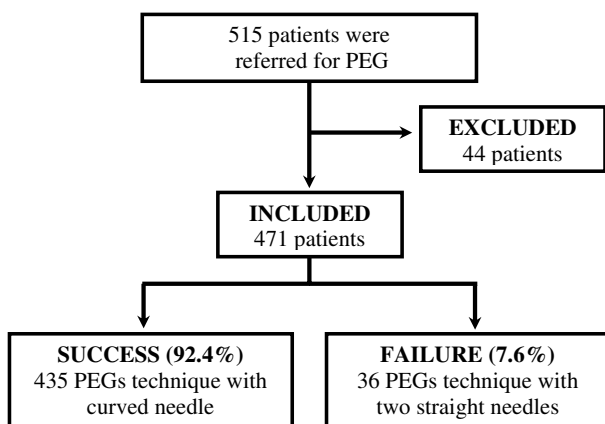 515 patients were
referred for PEG
EXCLUDED
44 patients
INCLUDED
471 patients
SUCCESS (92.4%)
435 PEGs technique with
curved needle
FAILURE (7.6%)
36 PEGs technique with
two straight needles